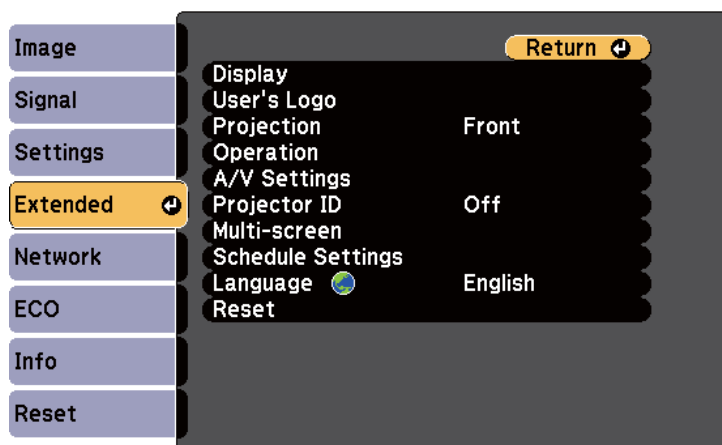 Image
Signal
Settings
Extended
Network
ECO
Info
Reset
Return
Display
User's Logo
Projection Front
Operation
A/V Settings
Projector ID Off
Multi-screen
Schedule Settings
Language English
Reset